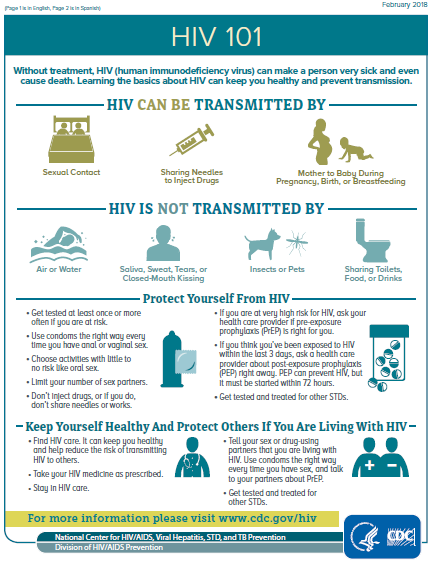 (Page 1 is in English, Page 2 is in Spanish)
February 2018
HIV 101
Without treatment, HIV (human immunodeficiency virus) can make a person very sick and even
cause death. Learning the basics about HIV can keep you healthy and prevent transmission.
HIV CAN BE TRANSMITTED BY
Sexual Contact
Sharing Needles
to Inject Drugs
Mother to Baby During
Pregnancy, Birth, or Breastfeeding
HIV IS NOT TRANSMITTED BY
Air or Water
Saliva, Sweat, Tears, or
Closed-Mouth Kissing
Insects or Pets
Sharing Toilets,
Food, or Drinks
Protect Yourself From HIV
• Get tested at least once or more
often if you are at risk.
• Use condoms the right way every
time you have anal or vaginal sex.
• Choose activities with little to
no risk like oral sex.
• Limit your number of sex partners.
• Don't inject drugs, or if you do,
don't share needles or works.
• If you are at very high risk for HIV, ask your
health care provider if pre-exposure
prophylaxis (PrEP) is right for you.
• If you think you've been exposed to HIV
within the last 3 days, ask a health care
provider about post-exposure prophylaxis
(PEP) right away. PEP can prevent HIV, but
it must be started within 72 hours.
• Get tested and treated for other STDs.
Keep Yourself Healthy And Protect Others If You Are Living With HIV
• Find HIV care. It can keep you healthy
and help reduce the risk of transmitting
HIV to others.
• Take your HIV medicine as prescribed.
• Stay in HIV care.
• Tell your sex or drug-using
partners that you are living with
HIV. Use condoms the right way
every time you have sex, and talk
to your partners about PrEP.
• Get tested and treated for
other STDs.
For more information please visit www.cdc.gov/hiv
National Center for HIV/AIDS, Viral Hepatitis, STD, and TB Prevention
Division of HIV/AIDS Prevention
CDC